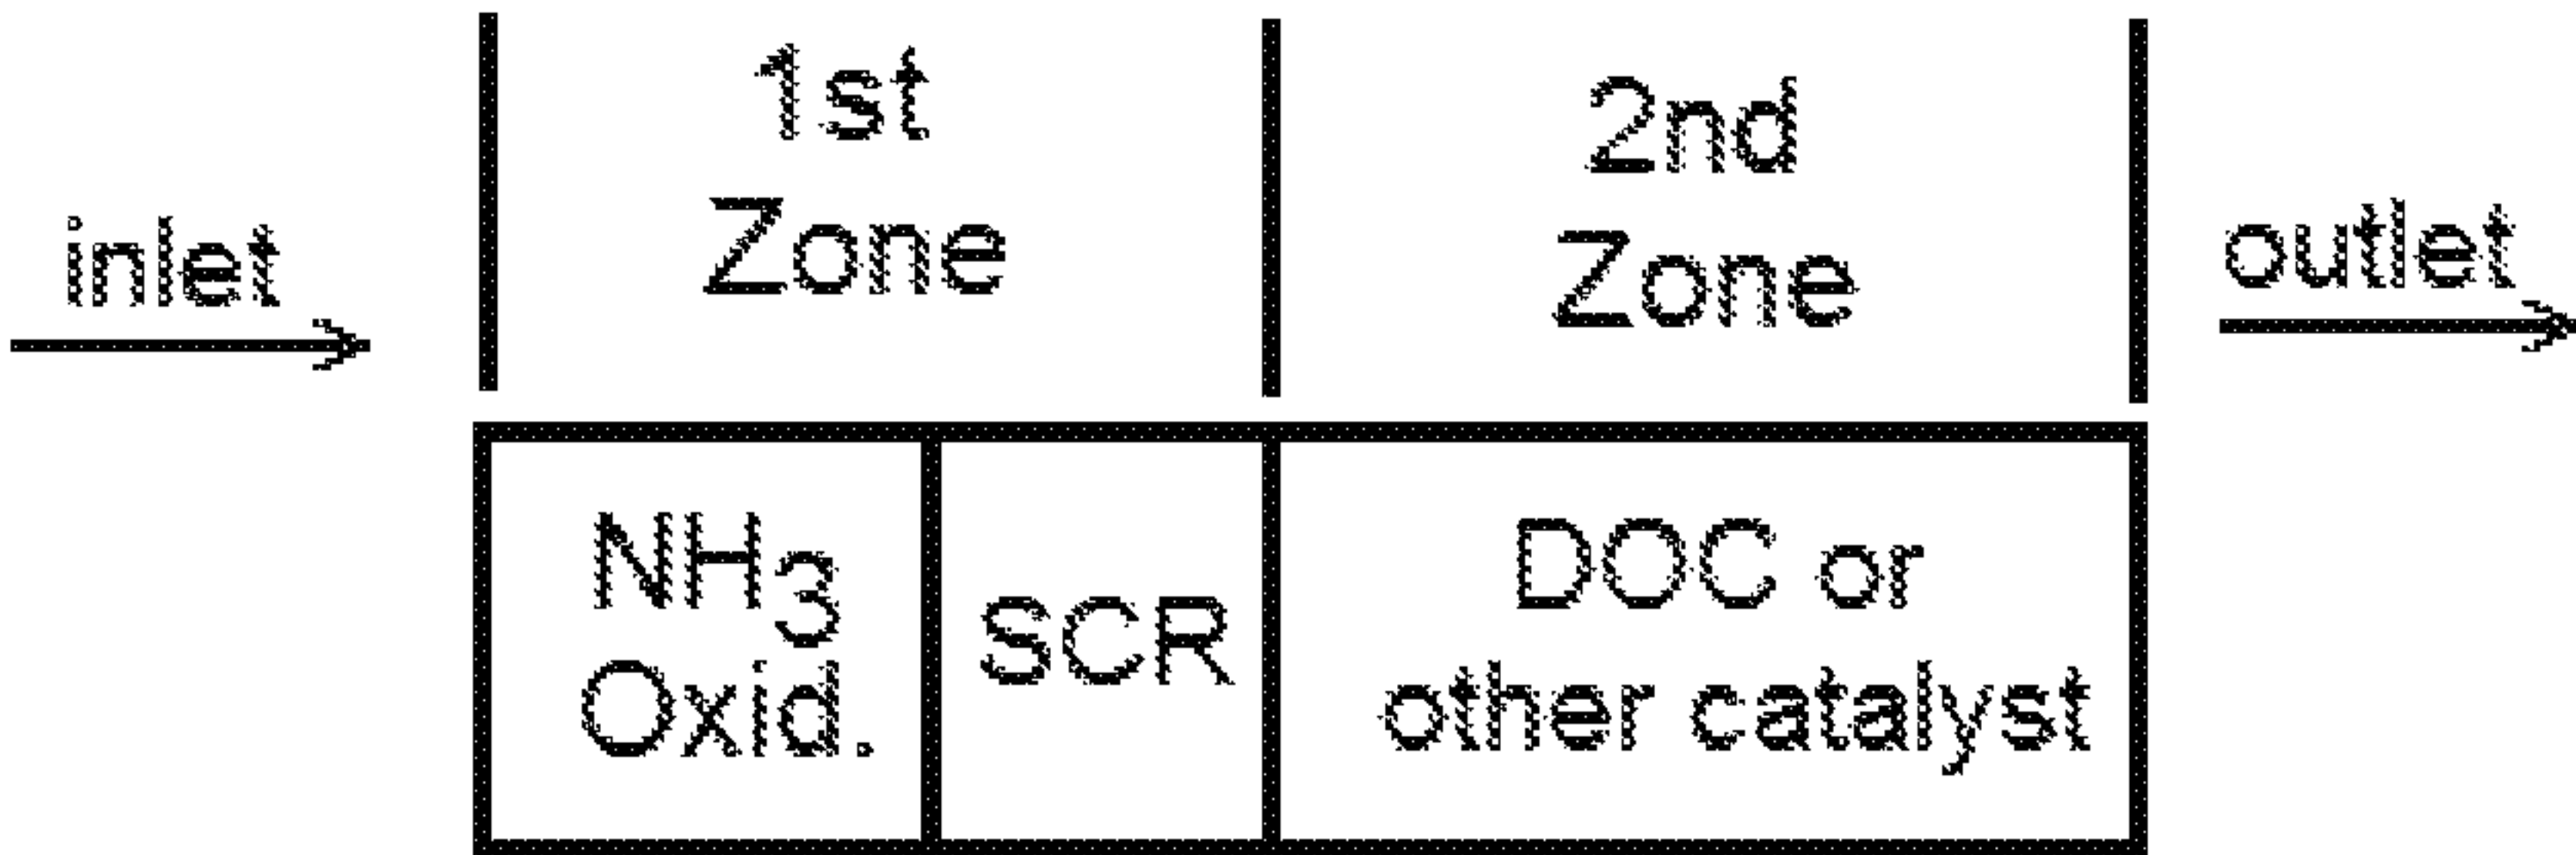 inlet
1st
Zone
2nd
Zone
outlet
NH3
Oxid.
SCR
DOC or
other catalyst